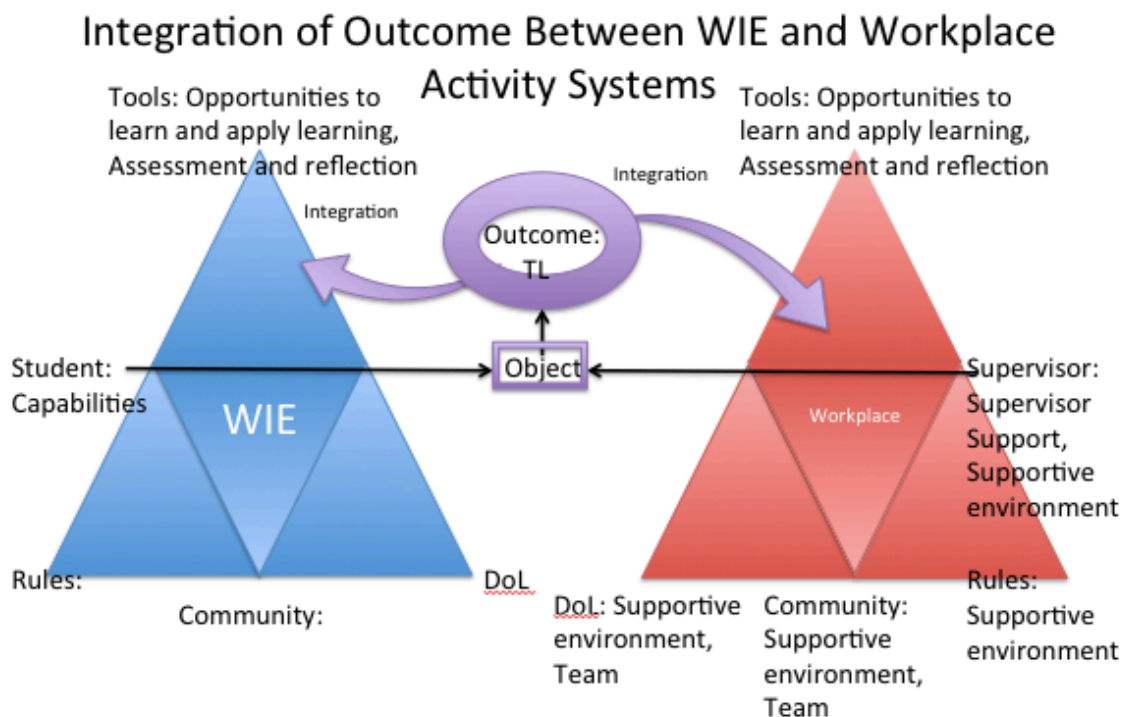 Integration of Outcome Between WIE and Workplace
Activity Systems
Tools: Opportunities to
learn and apply learning,
Assessment and reflection
Tools: Opportunities to
learn and apply learning,
Assessment and reflection
Integration
Integration
Outcome:
TL
Object
Student:
Capabilities
WIE
Workplace
Supervisor:
Supervisor
Support,
Supportive
environment
Rules:
Community:
DoL
DoL: Supportive
environment,
Team
Community:
Supportive
environment,
Team
Rules:
Supportive
environment